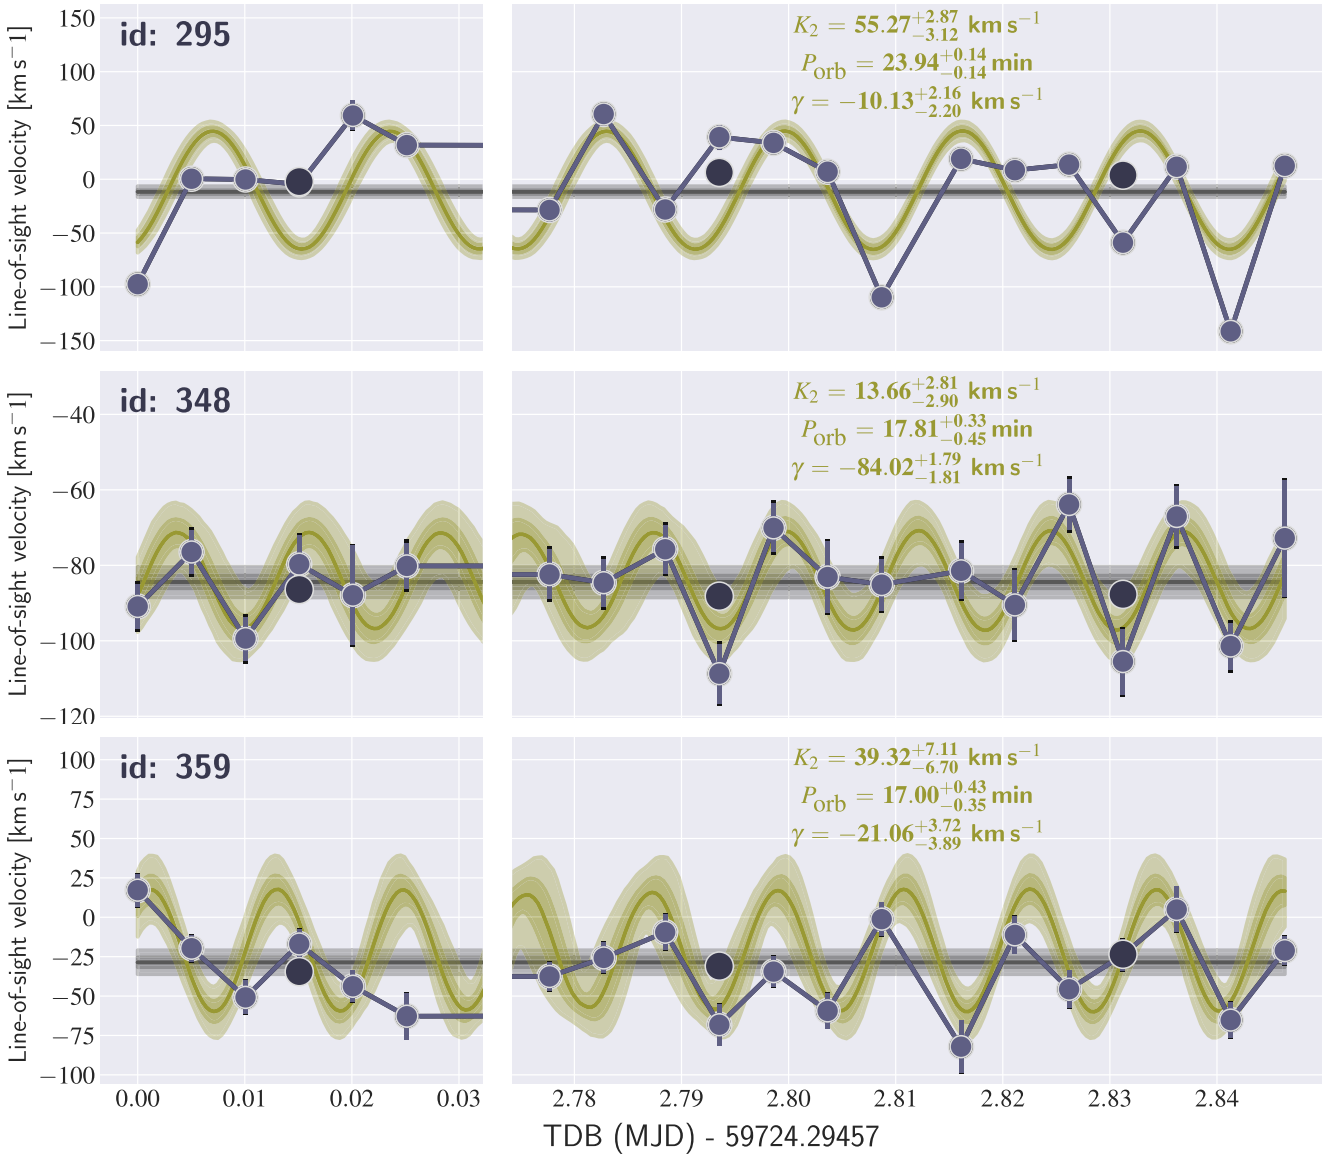 id: 295
K₂ = 55.27 +2.87 −3.12 km s−1
P_orb = 23.94 +0.14 −0.14 min
γ = −10.13 +2.16 −2.20 km s−1
Line-of-sight velocity [km s−1]
150
100
50
0
−50
−100
−150
id: 348
K₂ = 13.66 +2.81 −2.90 km s−1
P_orb = 17.81 +0.33 −0.45 min
γ = −84.02 +1.79 −1.81 km s−1
Line-of-sight velocity [km s−1]
−40
−60
−80
−100
−120
id: 359
K₂ = 39.32 +7.11 −6.70 km s−1
P_orb = 17.00 +0.43 −0.35 min
γ = −21.06 +3.72 −3.89 km s−1
Line-of-sight velocity [km s−1]
100
75
50
25
0
−25
−50
−75
−100
0.00 0.01 0.02 0.03 2.78 2.79 2.80 2.81 2.82 2.83 2.84
TDB (MJD) - 59724.29457